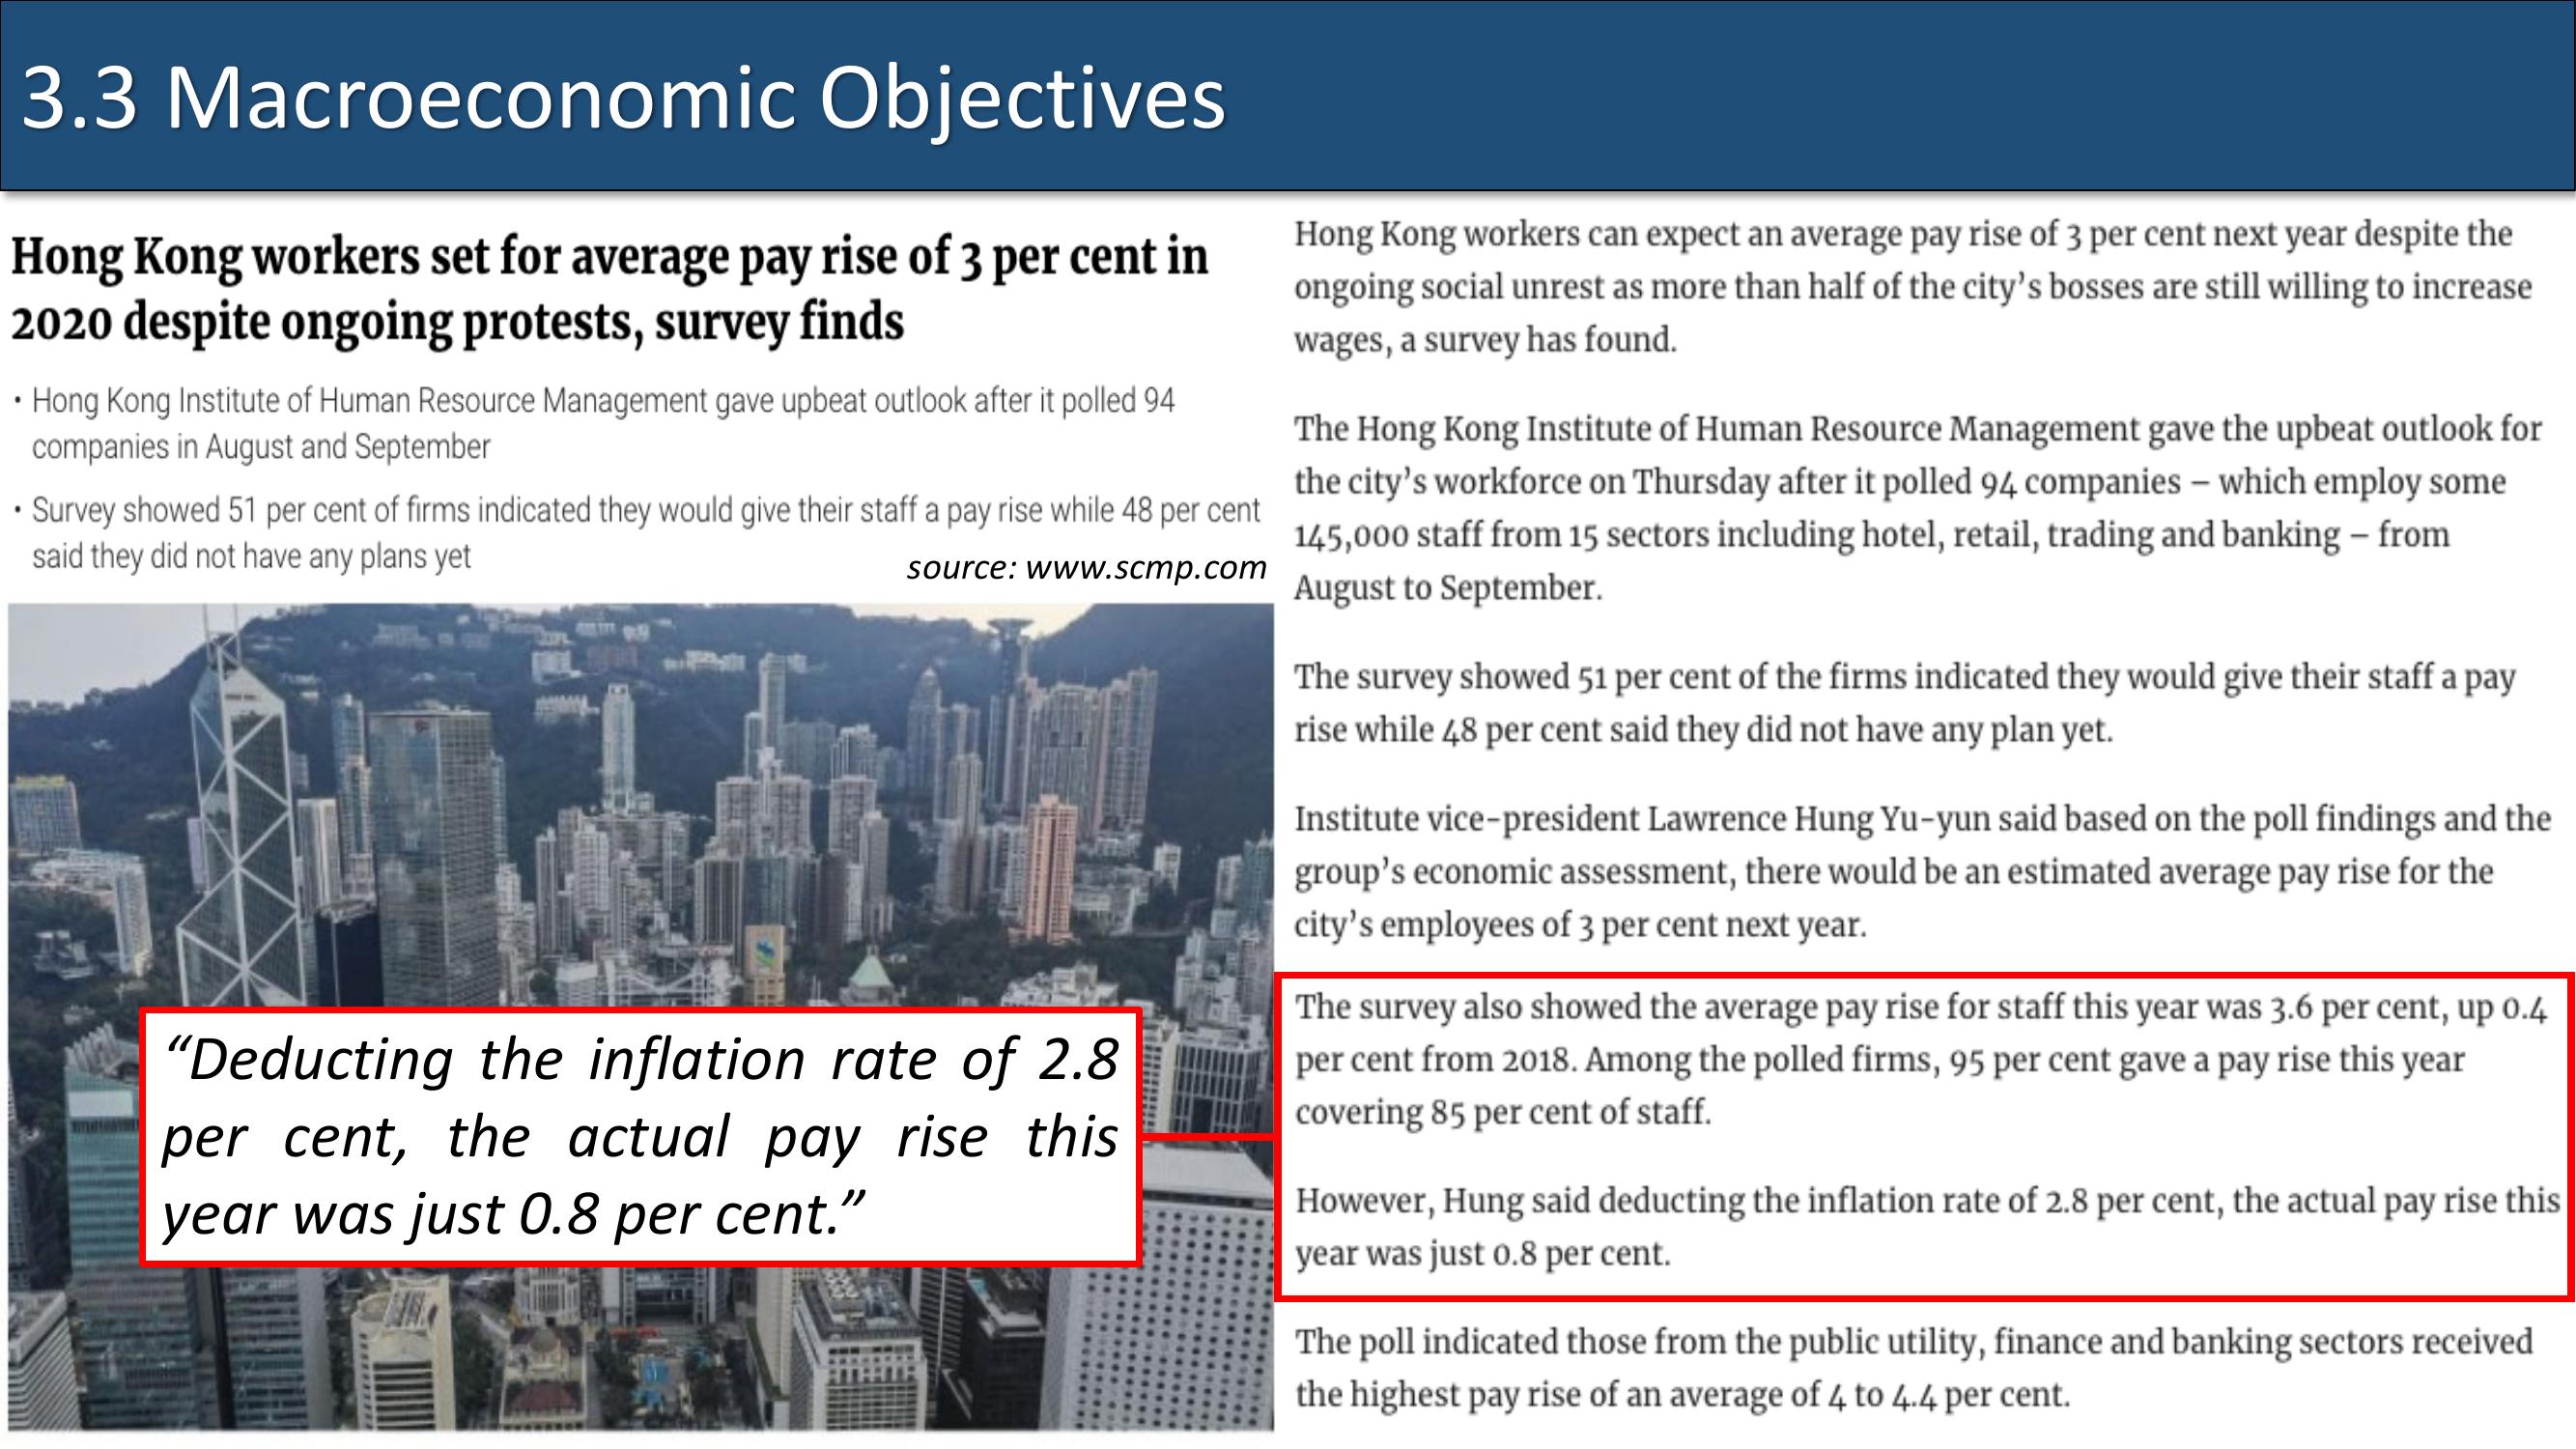 3.3 Macroeconomic Objectives
Hong Kong workers set for average pay rise of 3 per cent in
2020 despite ongoing protests, survey finds
• Hong Kong Institute of Human Resource Management gave upbeat outlook after it polled 94
companies in August and September
• Survey showed 51 per cent of firms indicated they would give their staff a pay rise while 48 per cent
said they did not have any plans yet
source: www.scmp.com
“Deducting the inflation rate of 2.8
per cent, the actual pay rise this
year was just 0.8 per cent.”
Hong Kong workers can expect an average pay rise of 3 per cent next year despite the
ongoing social unrest as more than half of the city’s bosses are still willing to increase
wages, a survey has found.
The Hong Kong Institute of Human Resource Management gave the upbeat outlook for
the city’s workforce on Thursday after it polled 94 companies – which employ some
145,000 staff from 15 sectors including hotel, retail, trading and banking – from
August to September.
The survey showed 51 per cent of the firms indicated they would give their staff a pay
rise while 48 per cent said they did not have any plan yet.
Institute vice-president Lawrence Hung Yu-yun said based on the poll findings and the
group’s economic assessment, there would be an estimated average pay rise for the
city’s employees of 3 per cent next year.
The survey also showed the average pay rise for staff this year was 3.6 per cent, up 0.4
per cent from 2018. Among the polled firms, 95 per cent gave a pay rise this year
covering 85 per cent of staff.
However, Hung said deducting the inflation rate of 2.8 per cent, the actual pay rise this
year was just 0.8 per cent.
The poll indicated those from the public utility, finance and banking sectors received
the highest pay rise of an average of 4 to 4.4 per cent.